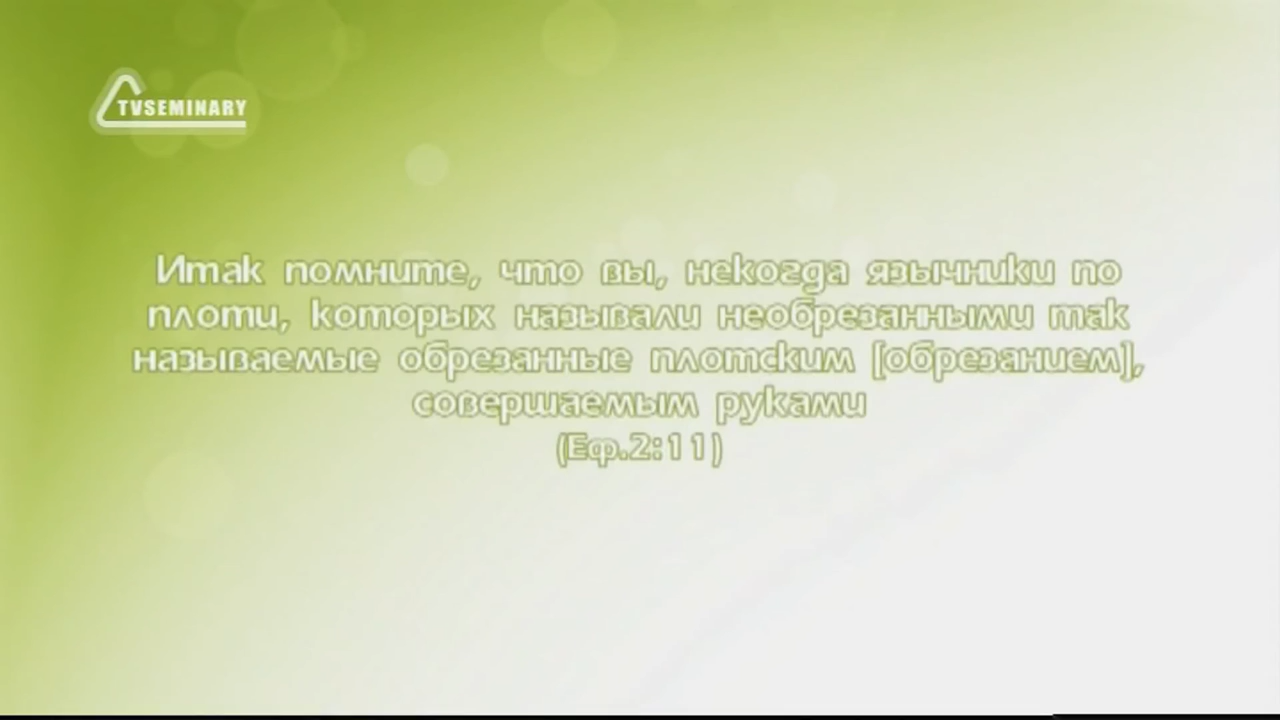 TVSEMINARY
Итак помните, что вы, некогда язычники по
плоти, которых называли необрезанными так
называемые обрезанные плотским [обрезанием],
совершаемым руками
(Еф.2:11)